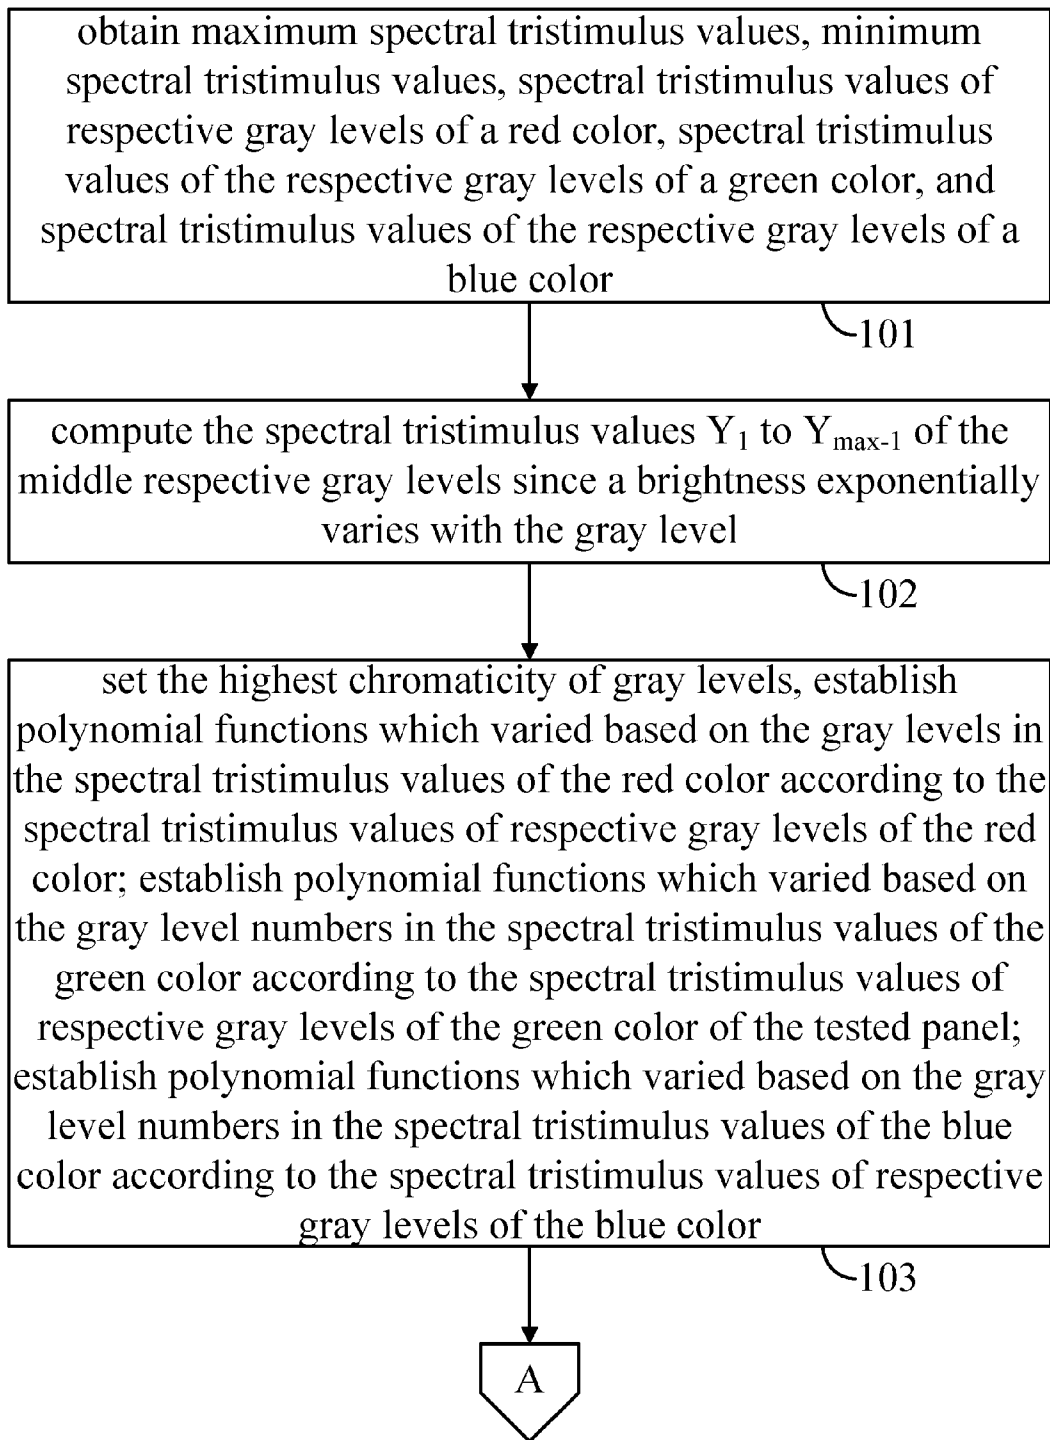 obtain maximum spectral tristimulus values, minimum
spectral tristimulus values, spectral tristimulus values of
respective gray levels of a red color, spectral tristimulus
values of the respective gray levels of a green color, and
spectral tristimulus values of the respective gray levels of a
blue color
101
compute the spectral tristimulus values Y₁ to Yₘₐₓ₋₁ of the
middle respective gray levels since a brightness exponentially
varies with the gray level
102
set the highest chromaticity of gray levels, establish
polynomial functions which varied based on the gray levels in
the spectral tristimulus values of the red color according to the
spectral tristimulus values of respective gray levels of the red
color; establish polynomial functions which varied based on
the gray level numbers in the spectral tristimulus values of the
green color according to the spectral tristimulus values of
respective gray levels of the green color of the tested panel;
establish polynomial functions which varied based on the gray
level numbers in the spectral tristimulus values of the blue
color according to the spectral tristimulus values of respective
gray levels of the blue color
103
A